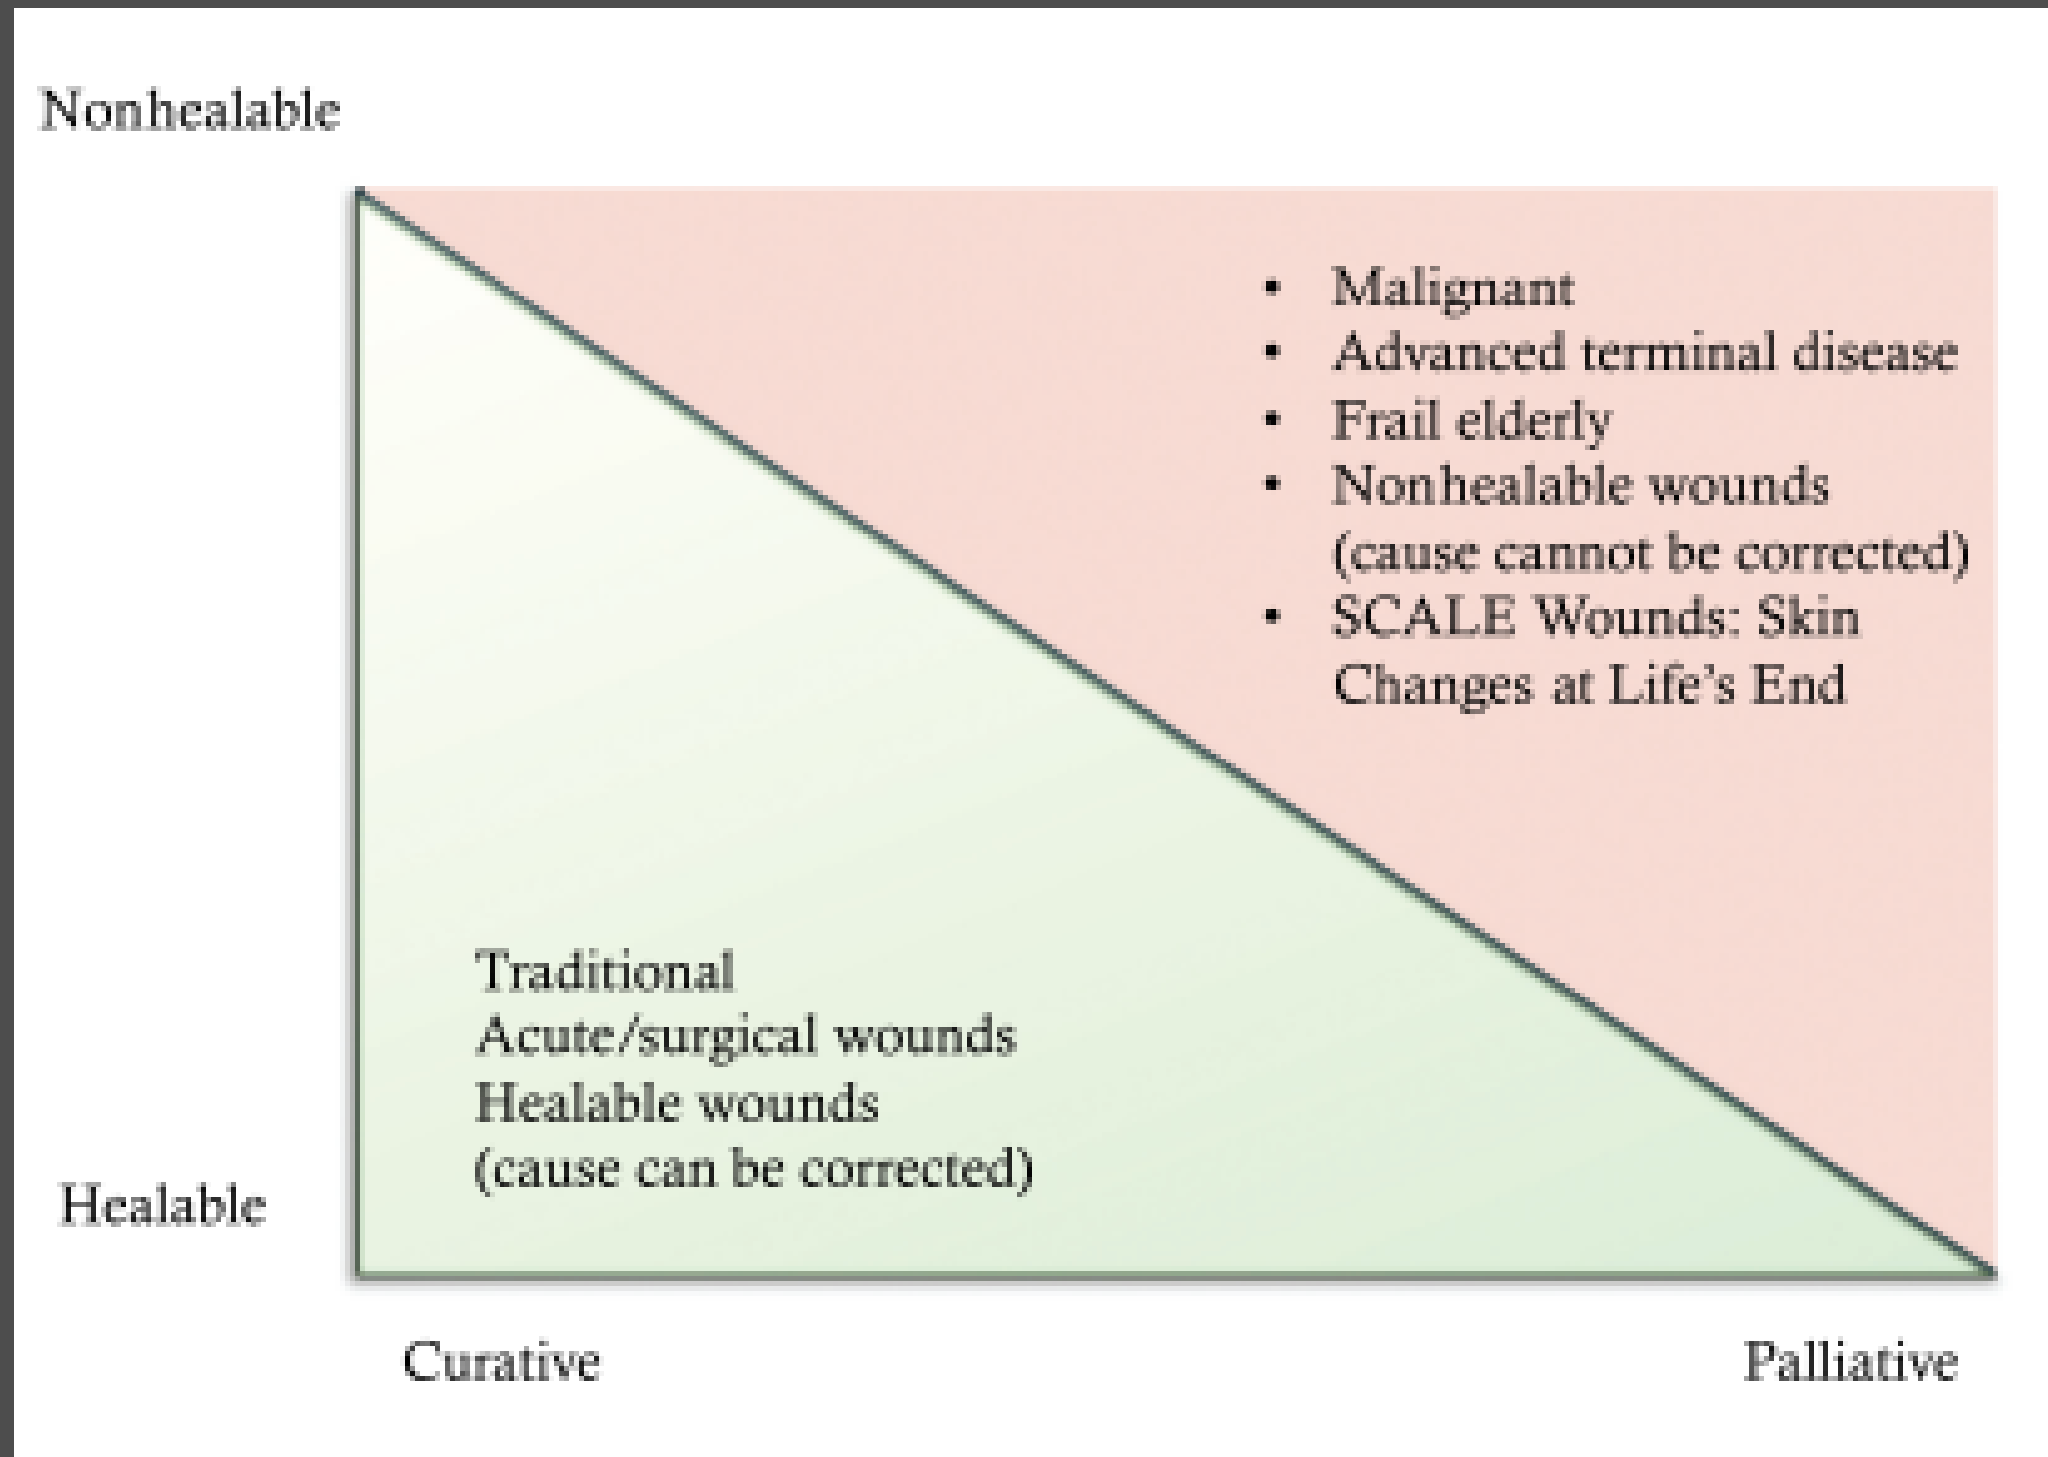 Nonhealable
• Malignant
• Advanced terminal disease
• Frail elderly
• Nonhealable wounds
(cause cannot be corrected)
• SCALE Wounds: Skin
Changes at Life’s End
Traditional
Acute/surgical wounds
Healable wounds
(cause can be corrected)
Healable
Curative
Palliative